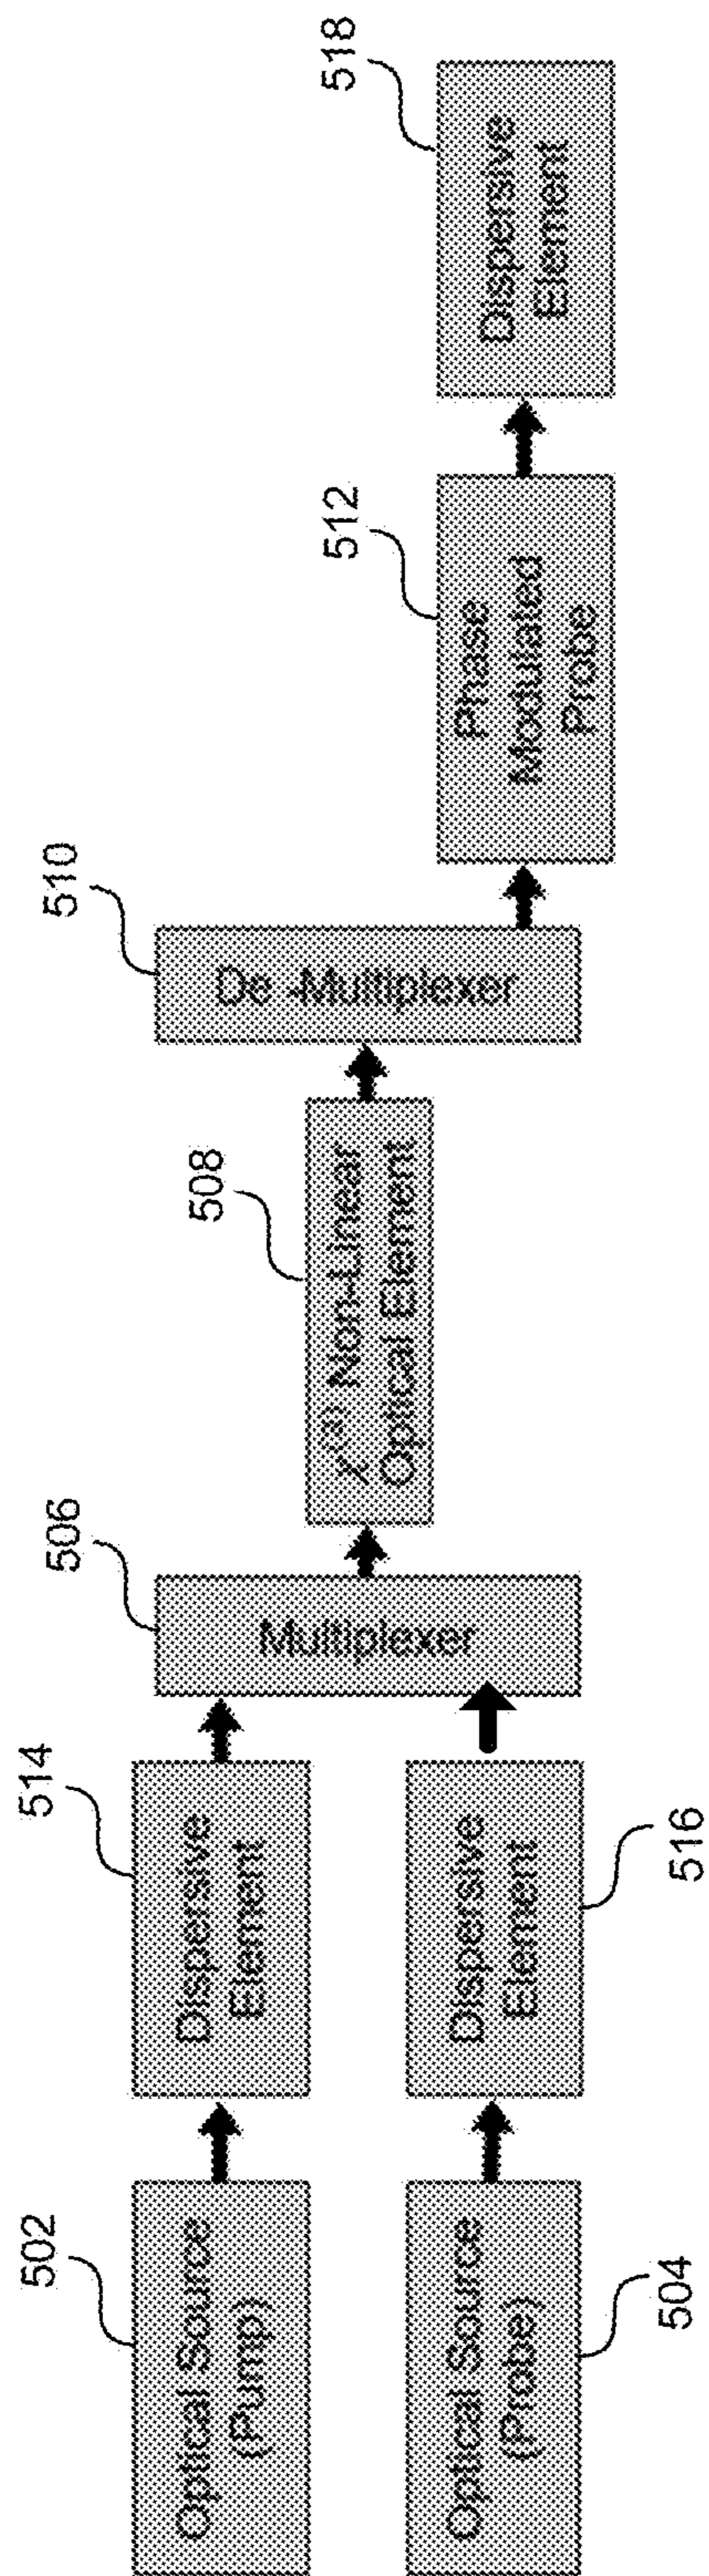 502
Optical Source
(Pump)
514
Dispersive
Element
504
Optical Source
(Probe)
516
Dispersive
Element
506
Multiplexer
508
χ(3) Non-Linear
Optical Element
510
De-Multiplexer
512
Phase
Modulated
Probe
518
Dispersive
Element